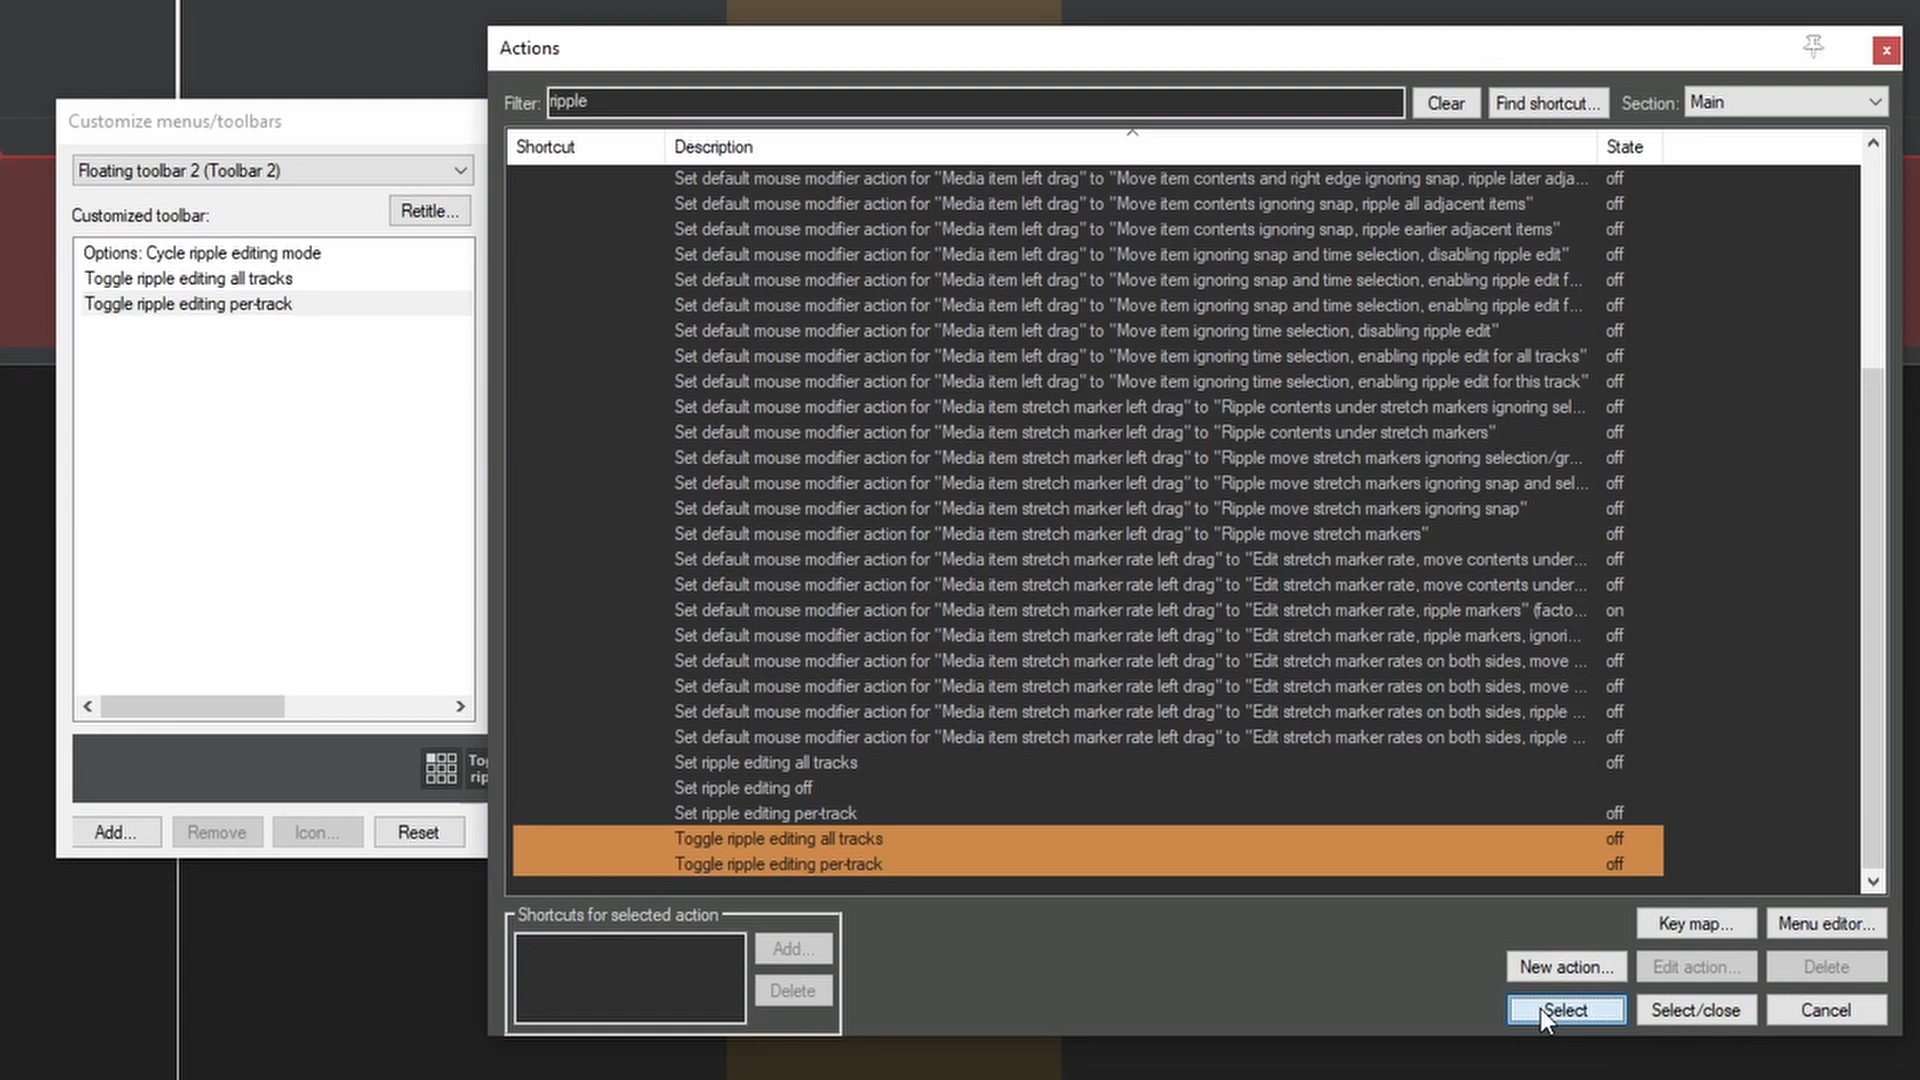 Customize menus/toolbars
Floating toolbar 2 (Toolbar 2)
Customized toolbar:
Retitle...
Options: Cycle ripple editing mode
Toggle ripple editing all tracks
Toggle ripple editing per-track
Tog
rip
Add...
Remove
Icon...
Reset
Actions
x
Filter:
ripple
Clear
Find shortcut...
Section:
Main
Shortcut
Description
State
Set default mouse modifier action for "Media item left drag" to "Move item contents and right edge ignoring snap, ripple later adja... off
Set default mouse modifier action for "Media item left drag" to "Move item contents ignoring snap, ripple all adjacent items" off
Set default mouse modifier action for "Media item left drag" to "Move item contents ignoring snap, ripple earlier adjacent items" off
Set default mouse modifier action for "Media item left drag" to "Move item ignoring snap and time selection, disabling ripple edit" off
Set default mouse modifier action for "Media item left drag" to "Move item ignoring snap and time selection, enabling ripple edit f... off
Set default mouse modifier action for "Media item left drag" to "Move item ignoring snap and time selection, enabling ripple edit f... off
Set default mouse modifier action for "Media item left drag" to "Move item ignoring time selection, disabling ripple edit" off
Set default mouse modifier action for "Media item left drag" to "Move item ignoring time selection, enabling ripple edit for all tracks" off
Set default mouse modifier action for "Media item left drag" to "Move item ignoring time selection, enabling ripple edit for this track" off
Set default mouse modifier action for "Media item stretch marker left drag" to "Ripple contents under stretch markers ignoring sel... off
Set default mouse modifier action for "Media item stretch marker left drag" to "Ripple contents under stretch markers" off
Set default mouse modifier action for "Media item stretch marker left drag" to "Ripple move stretch markers ignoring selection/gr... off
Set default mouse modifier action for "Media item stretch marker left drag" to "Ripple move stretch markers ignoring snap and sel... off
Set default mouse modifier action for "Media item stretch marker left drag" to "Ripple move stretch markers ignoring snap" off
Set default mouse modifier action for "Media item stretch marker left drag" to "Ripple move stretch markers" off
Set default mouse modifier action for "Media item stretch marker rate left drag" to "Edit stretch marker rate, move contents under... off
Set default mouse modifier action for "Media item stretch marker rate left drag" to "Edit stretch marker rate, move contents under... off
Set default mouse modifier action for "Media item stretch marker rate left drag" to "Edit stretch marker rate, ripple markers" (facto... on
Set default mouse modifier action for "Media item stretch marker rate left drag" to "Edit stretch marker rate, ripple markers, ignori... off
Set default mouse modifier action for "Media item stretch marker rate left drag" to "Edit stretch marker rates on both sides, move ... off
Set default mouse modifier action for "Media item stretch marker rate left drag" to "Edit stretch marker rates on both sides, move ... off
Set default mouse modifier action for "Media item stretch marker rate left drag" to "Edit stretch marker rates on both sides, ripple ... off
Set default mouse modifier action for "Media item stretch marker rate left drag" to "Edit stretch marker rates on both sides, ripple ... off
Set ripple editing all tracks off
Set ripple editing off
Set ripple editing per-track off
Toggle ripple editing all tracks off
Toggle ripple editing per-track off
Shortcuts for selected action
Add...
Delete
Key map...
Menu editor...
New action...
Edit action...
Delete
Select
Select/close
Cancel